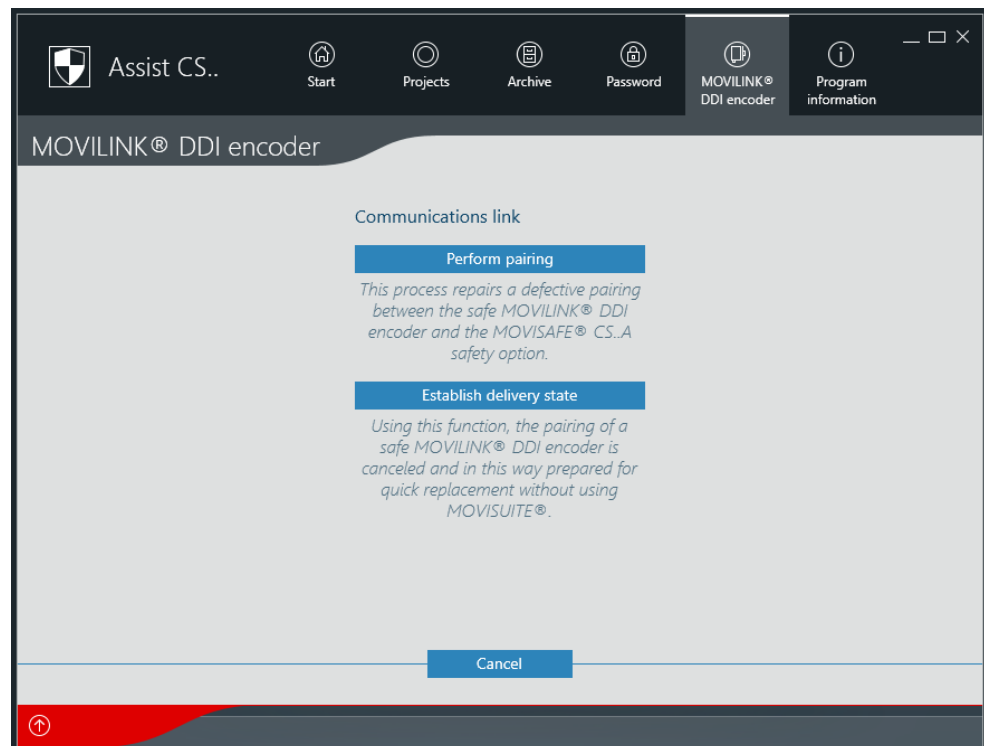 Assist CS..
Start
Projects
Archive
Password
MOVILINK®
DDI encoder
Program
information
MOVILINK® DDI encoder
Communications link
Perform pairing
This process repairs a defective pairing
between the safe MOVILINK® DDI
encoder and the MOVISAFE® CS..A
safety option.
Establish delivery state
Using this function, the pairing of a
safe MOVILINK® DDI encoder is
canceled and in this way prepared for
quick replacement without using
MOVISUITE®.
Cancel